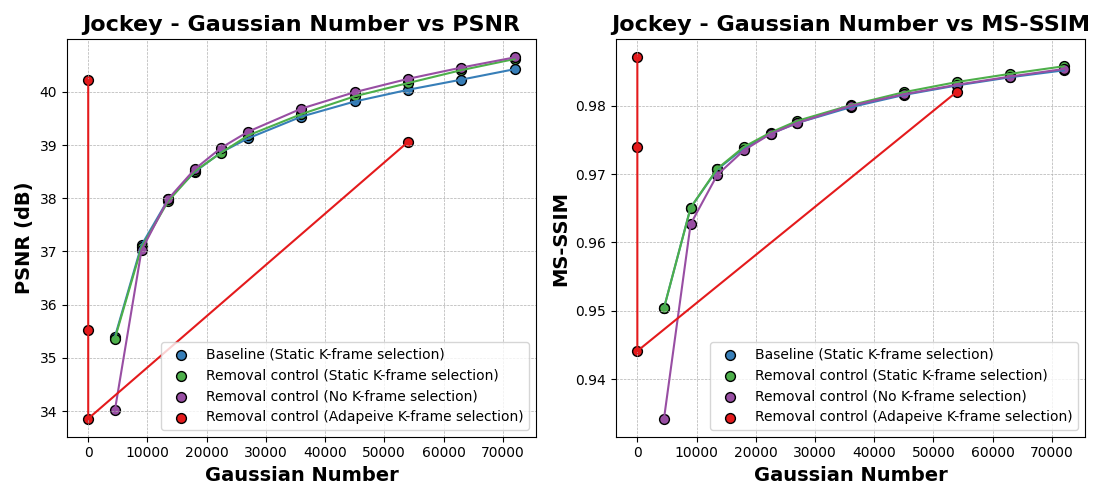 Jockey - Gaussian Number vs PSNR
PSNR (dB)
40
39
38
37
36
35
34
0 10000 20000 30000 40000 50000 60000 70000
Gaussian Number
Baseline (Static K-frame selection)
Removal control (Static K-frame selection)
Removal control (No K-frame selection)
Removal control (Adapeive K-frame selection)
Jockey - Gaussian Number vs MS-SSIM
MS-SSIM
0.98
0.97
0.96
0.95
0.94
0 10000 20000 30000 40000 50000 60000 70000
Gaussian Number
Baseline (Static K-frame selection)
Removal control (Static K-frame selection)
Removal control (No K-frame selection)
Removal control (Adapeive K-frame selection)